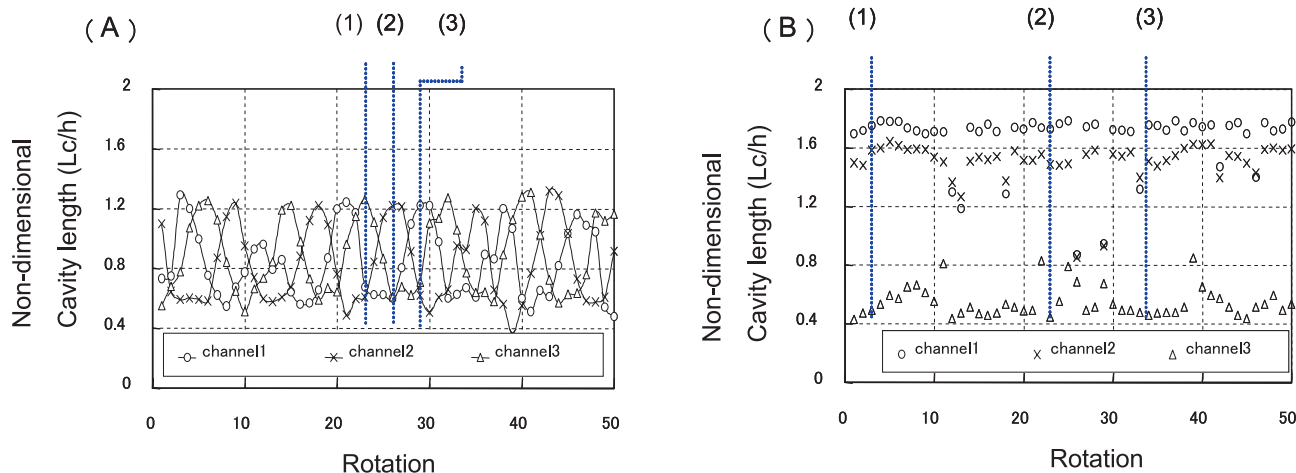 ( A )
(1) (2) (3)
Non-dimensional
Cavity length (Lc/h)
2
1.6
1.2
0.8
0.4
0
channel1 channel2 channel3
0 10 20 30 40 50
Rotation
( B )
(1) (2) (3)
Non-dimensional
Cavity length (Lc/h)
2
1.6
1.2
0.8
0.4
0
channel1 channel2 channel3
0 10 20 30 40 50
Rotation